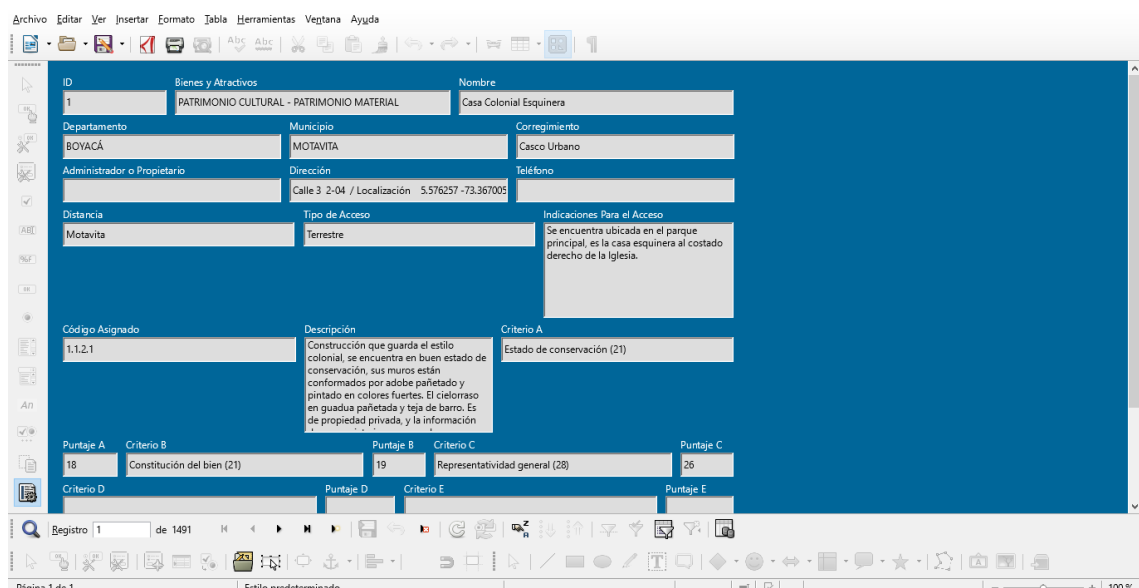 Archivo Editar Ver Insertar Formato Tabla Herramientas Ventana Ayuda
ID Bienes y Atractivos Nombre
1 PATRIMONIO CULTURAL - PATRIMONIO MATERIAL Casa Colonial Esquinera
Departamento Municipio Corregimiento
BOYACÁ MOTAVITA Casco Urbano
Administrador o Propietario Dirección Teléfono
Calle 3 2-04 / Localización 5.576257 -73.367005
Distancia Tipo de Acceso Indicaciones Para el Acceso
Motavita Terrestre Se encuentra ubicada en el parque
principal, es la casa esquinera al costado
derecho de la Iglesia.
Código Asignado Descripción Criterio A
1.1.2.1 Construcción que guarda el estilo Estado de conservación (21)
colonial, se encuentra en buen estado de
conservación, sus muros están
conformados por adobe pañetado y
pintado en colores fuertes. El cielorraso
en guadua pañetada y teja de barro. Es
de propiedad privada, y la información
Puntaje A Criterio B Puntaje B Criterio C Puntaje C
18 Constitución del bien (21) 19 Representatividad general (28) 26
Criterio D Puntaje D Criterio E Puntaje E
Registro 1 de 1491
Página 1 de 1 Estilo predeterminado 100 %